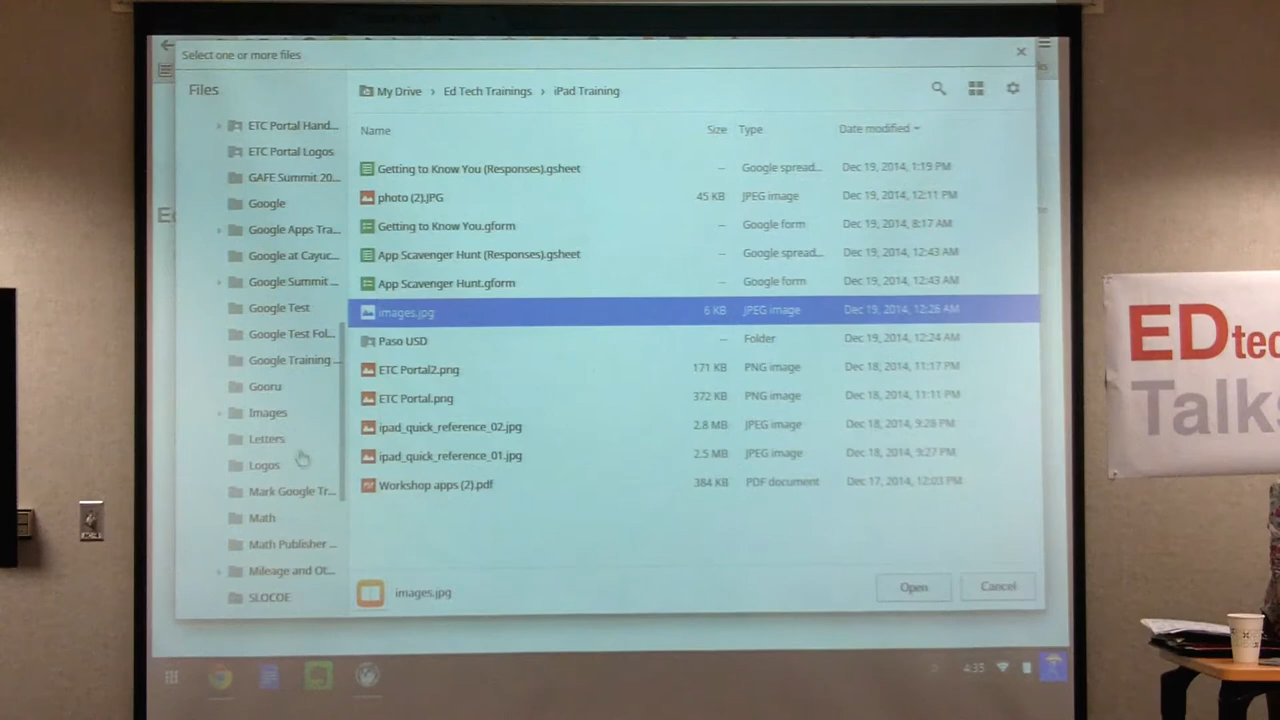 Select one or more files
Files
My Drive › Ed Tech Trainings › iPad Training
ETC Portal Hand...
ETC Portal Logos
GAFE Summit 20...
Google
Google Apps Tra...
Google at Cayuc...
Google Summit ...
Google Test
Google Test Fol...
Google Training ...
Gooru
Images
Letters
Logos
Mark Google Tr...
Math
Math Publisher ...
Mileage and Ot...
SLOCOE
Name Size Type Date modified
Getting to Know You (Responses).gsheet -- Google spread... Dec 19, 2014, 1:19 PM
photo (2).JPG 45 KB JPEG image Dec 19, 2014, 12:11 PM
Getting to Know You.gform -- Google form Dec 19, 2014, 8:17 AM
App Scavenger Hunt (Responses).gsheet -- Google spread... Dec 19, 2014, 12:43 AM
App Scavenger Hunt.gform -- Google form Dec 19, 2014, 12:43 AM
images.jpg 6 KB JPEG image Dec 19, 2014, 12:26 AM
Paso USD -- Folder Dec 19, 2014, 12:24 AM
ETC Portal2.png 171 KB PNG image Dec 18, 2014, 11:17 PM
ETC Portal.png 372 KB PNG image Dec 18, 2014, 11:11 PM
ipad_quick_reference_02.jpg 2.8 MB JPEG image Dec 18, 2014, 9:28 PM
ipad_quick_reference_01.jpg 2.5 MB JPEG image Dec 18, 2014, 9:27 PM
Workshop apps (2).pdf 384 KB PDF document Dec 17, 2014, 12:03 PM
images.jpg
Open Cancel
4:35
EDtec
Talks